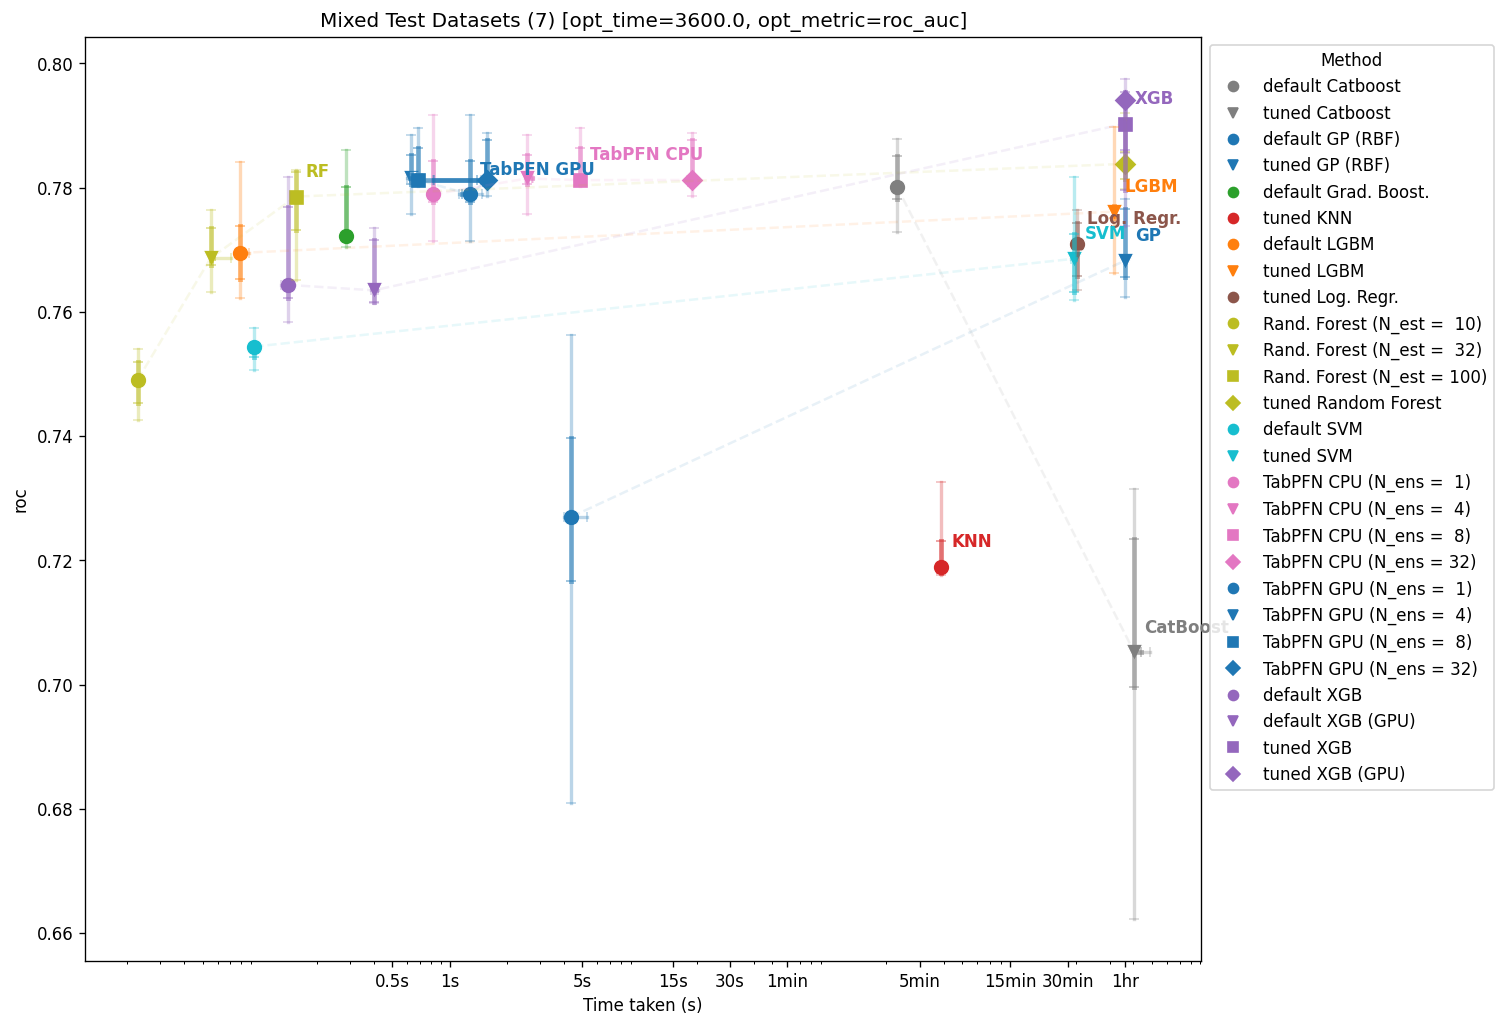 Mixed Test Datasets (7) [opt_time=3600.0, opt_metric=roc_auc]
0.80
0.78
0.76
0.74
0.72
0.70
0.68
0.66
roc
RF
TabPFN GPU
TabPFN CPU
XGB
LGBM
Log. Regr.
SVM
GP
KNN
CatBoost
0.5s
1s
5s
15s
30s
1min
5min
15min
30min
1hr
Time taken (s)
Method
default Catboost
tuned Catboost
default GP (RBF)
tuned GP (RBF)
default Grad. Boost.
tuned KNN
default LGBM
tuned LGBM
tuned Log. Regr.
Rand. Forest (N_est =  10)
Rand. Forest (N_est =  32)
Rand. Forest (N_est = 100)
tuned Random Forest
default SVM
tuned SVM
TabPFN CPU (N_ens =  1)
TabPFN CPU (N_ens =  4)
TabPFN CPU (N_ens =  8)
TabPFN CPU (N_ens = 32)
TabPFN GPU (N_ens =  1)
TabPFN GPU (N_ens =  4)
TabPFN GPU (N_ens =  8)
TabPFN GPU (N_ens = 32)
default XGB
default XGB (GPU)
tuned XGB
tuned XGB (GPU)